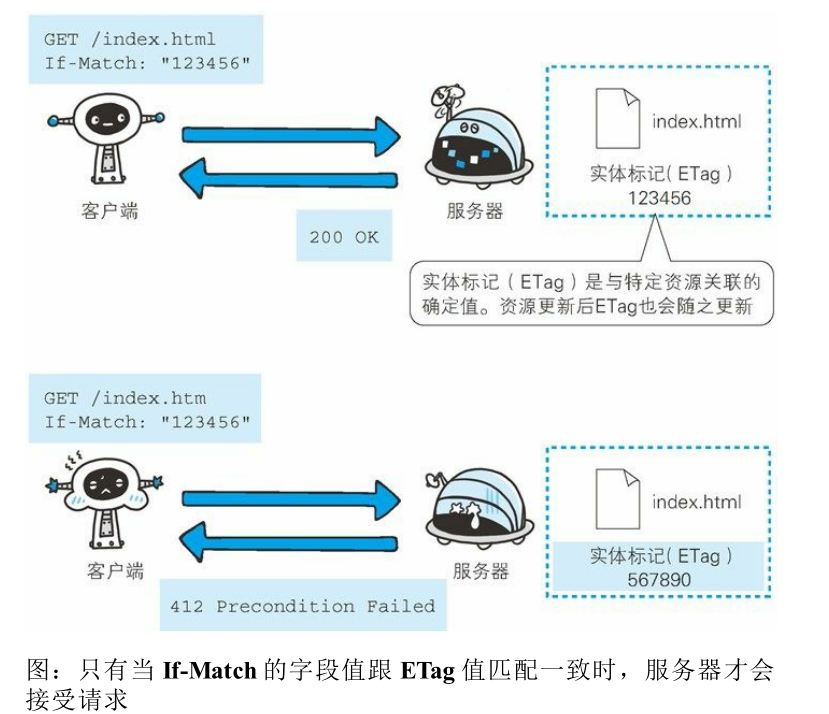 GET /index.html
If-Match: "123456"
客户端
服务器
200 OK
index.html
实体标记( ETag )
123456
实体标记（ETag）是与特定资源关联的
确定值。资源更新后ETag也会随之更新
GET /index.htm
If-Match: "123456"
客户端
服务器
412 Precondition Failed
index.html
实体标记( ETag )
567890
图：只有当 If-Match 的字段值跟 ETag 值匹配一致时，服务器才会
接受请求